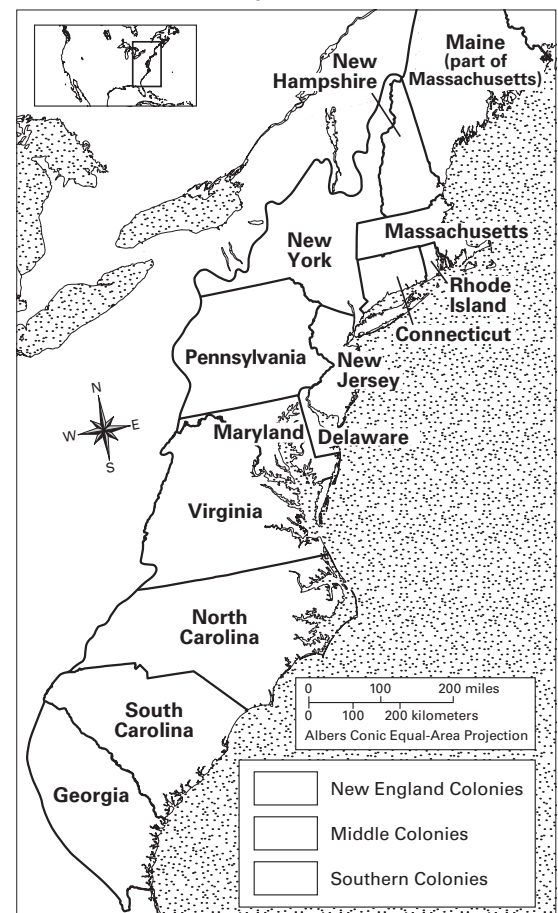 Maine
(part of
Massachusetts)
New
Hampshire
Massachusetts
New
York
Rhode
Island
Connecticut
Pennsylvania
New
Jersey
N
W
E
S
Maryland
Delaware
Virginia
North
Carolina
South
Carolina
Georgia
0 100 200 miles
0 100 200 kilometers
Albers Conic Equal-Area Projection
New England Colonies
Middle Colonies
Southern Colonies